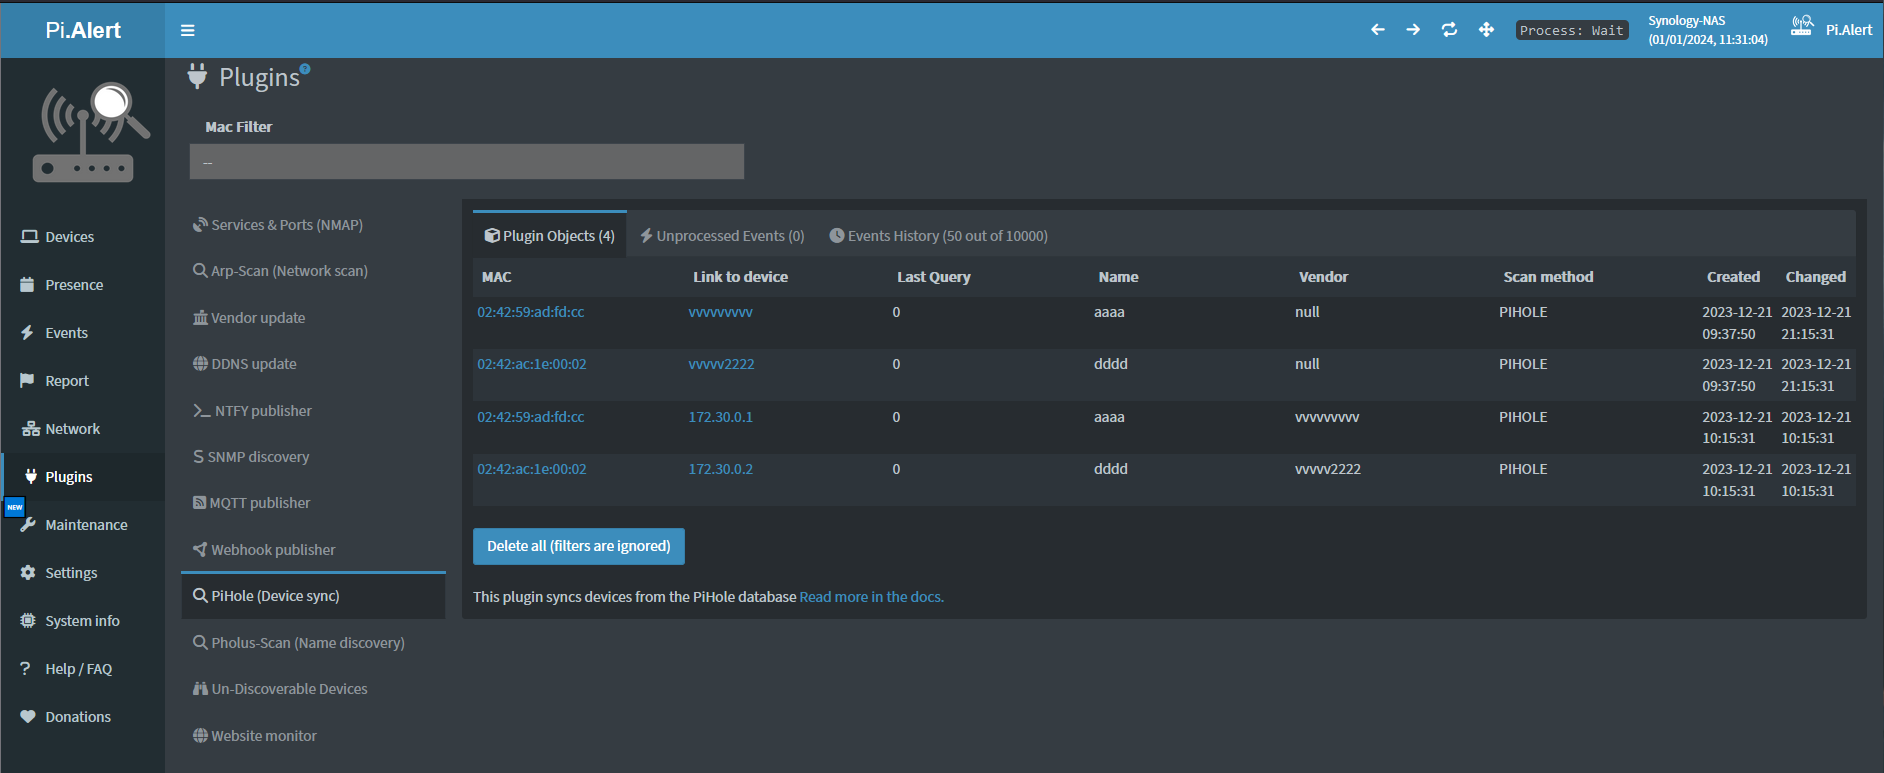 Pi.Alert
Process: Wait
Synology-NAS
(01/01/2024, 11:31:04)
Pi.Alert
Plugins
Mac Filter
--
Devices
Presence
Events
Report
Network
Plugins
NEW
Maintenance
Settings
System info
Help / FAQ
Donations
Services & Ports (NMAP)
Arp-Scan (Network scan)
Vendor update
DDNS update
NTFY publisher
SNMP discovery
MQTT publisher
Webhook publisher
PiHole (Device sync)
Pholus-Scan (Name discovery)
Un-Discoverable Devices
Website monitor
Plugin Objects (4) Unprocessed Events (0) Events History (50 out of 10000)
MAC Link to device Last Query Name Vendor Scan method Created Changed
02:42:59:ad:fd:cc vvvvvvvvv 0 aaaa null PIHOLE 2023-12-21 2023-12-21
09:37:50 21:15:31
02:42:ac:1e:00:02 vvvvv2222 0 dddd null PIHOLE 2023-12-21 2023-12-21
09:37:50 21:15:31
02:42:59:ad:fd:cc 172.30.0.1 0 aaaa vvvvvvvvv PIHOLE 2023-12-21 2023-12-21
10:15:31 10:15:31
02:42:ac:1e:00:02 172.30.0.2 0 dddd vvvvv2222 PIHOLE 2023-12-21 2023-12-21
10:15:31 10:15:31
Delete all (filters are ignored)
This plugin syncs devices from the PiHole database Read more in the docs.